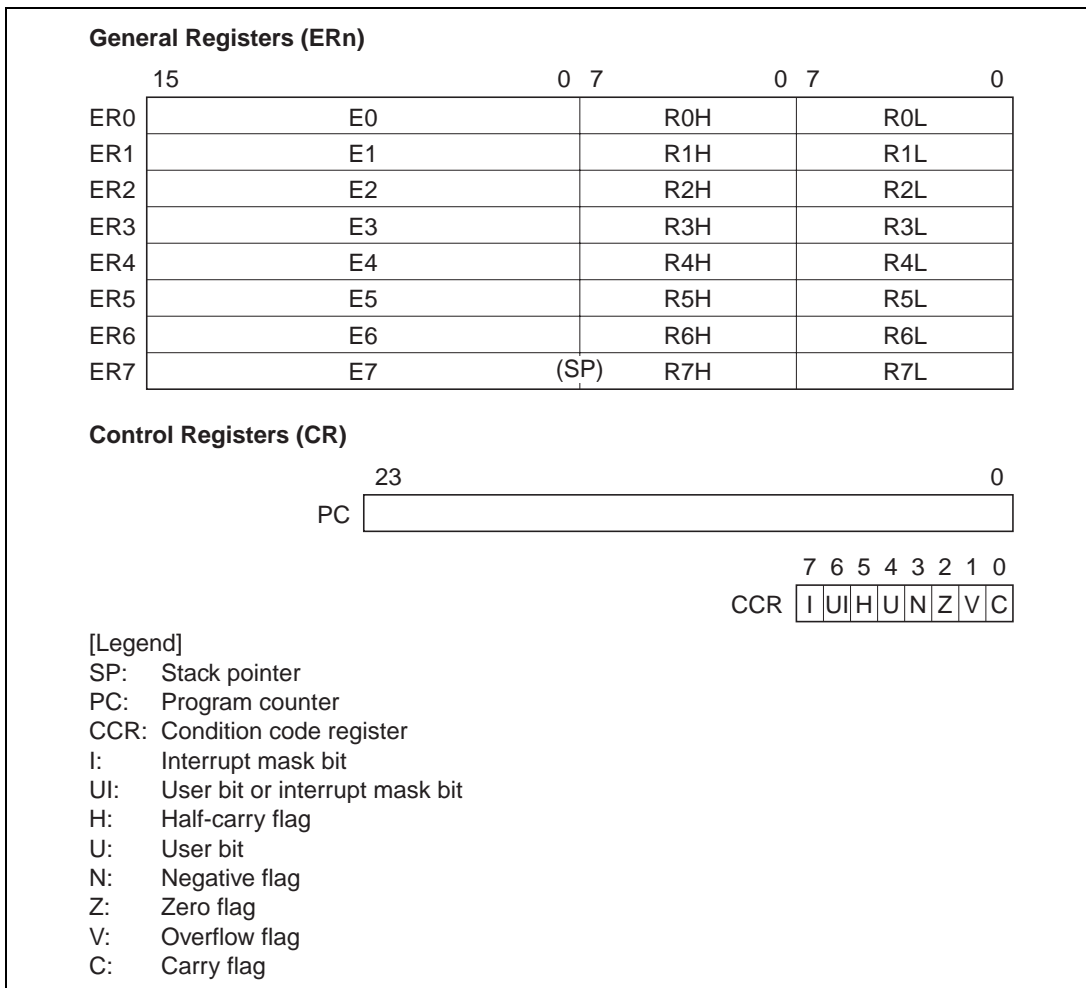 General Registers (ERn)
15 0 7 0 7 0
ER0 E0 R0H R0L
ER1 E1 R1H R1L
ER2 E2 R2H R2L
ER3 E3 R3H R3L
ER4 E4 R4H R4L
ER5 E5 R5H R5L
ER6 E6 R6H R6L
ER7 E7 (SP) R7H R7L
Control Registers (CR)
23 0
PC
7 6 5 4 3 2 1 0
CCR I UI H U N Z V C
[Legend]
SP: Stack pointer
PC: Program counter
CCR: Condition code register
I: Interrupt mask bit
UI: User bit or interrupt mask bit
H: Half-carry flag
U: User bit
N: Negative flag
Z: Zero flag
V: Overflow flag
C: Carry flag